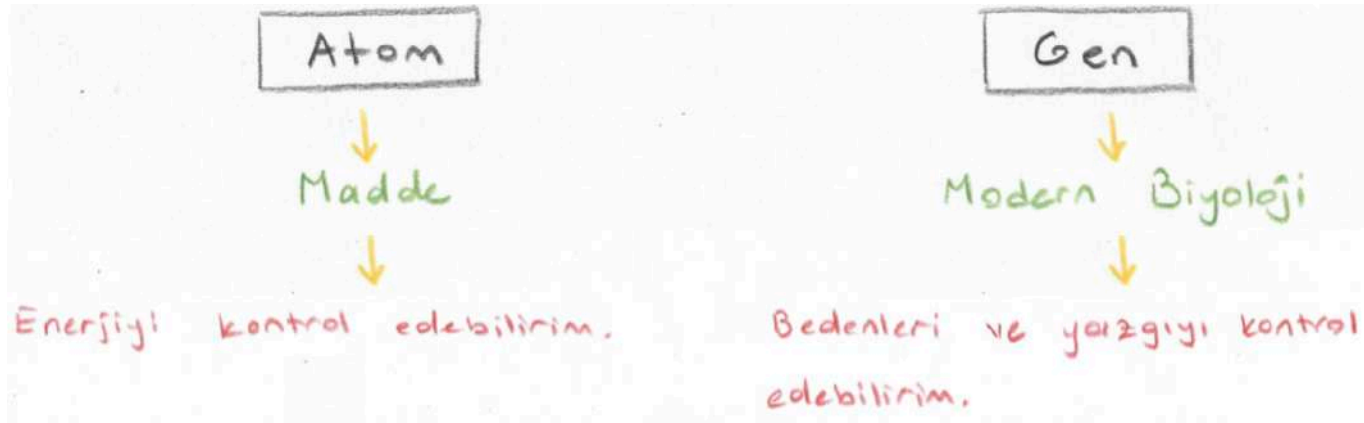 Atom
Madde
Enerjiyi kontrol edebilirim.
Gen
Modern Biyoloji
Bedenleri ve yazgıyı kontrol
edebilirim.